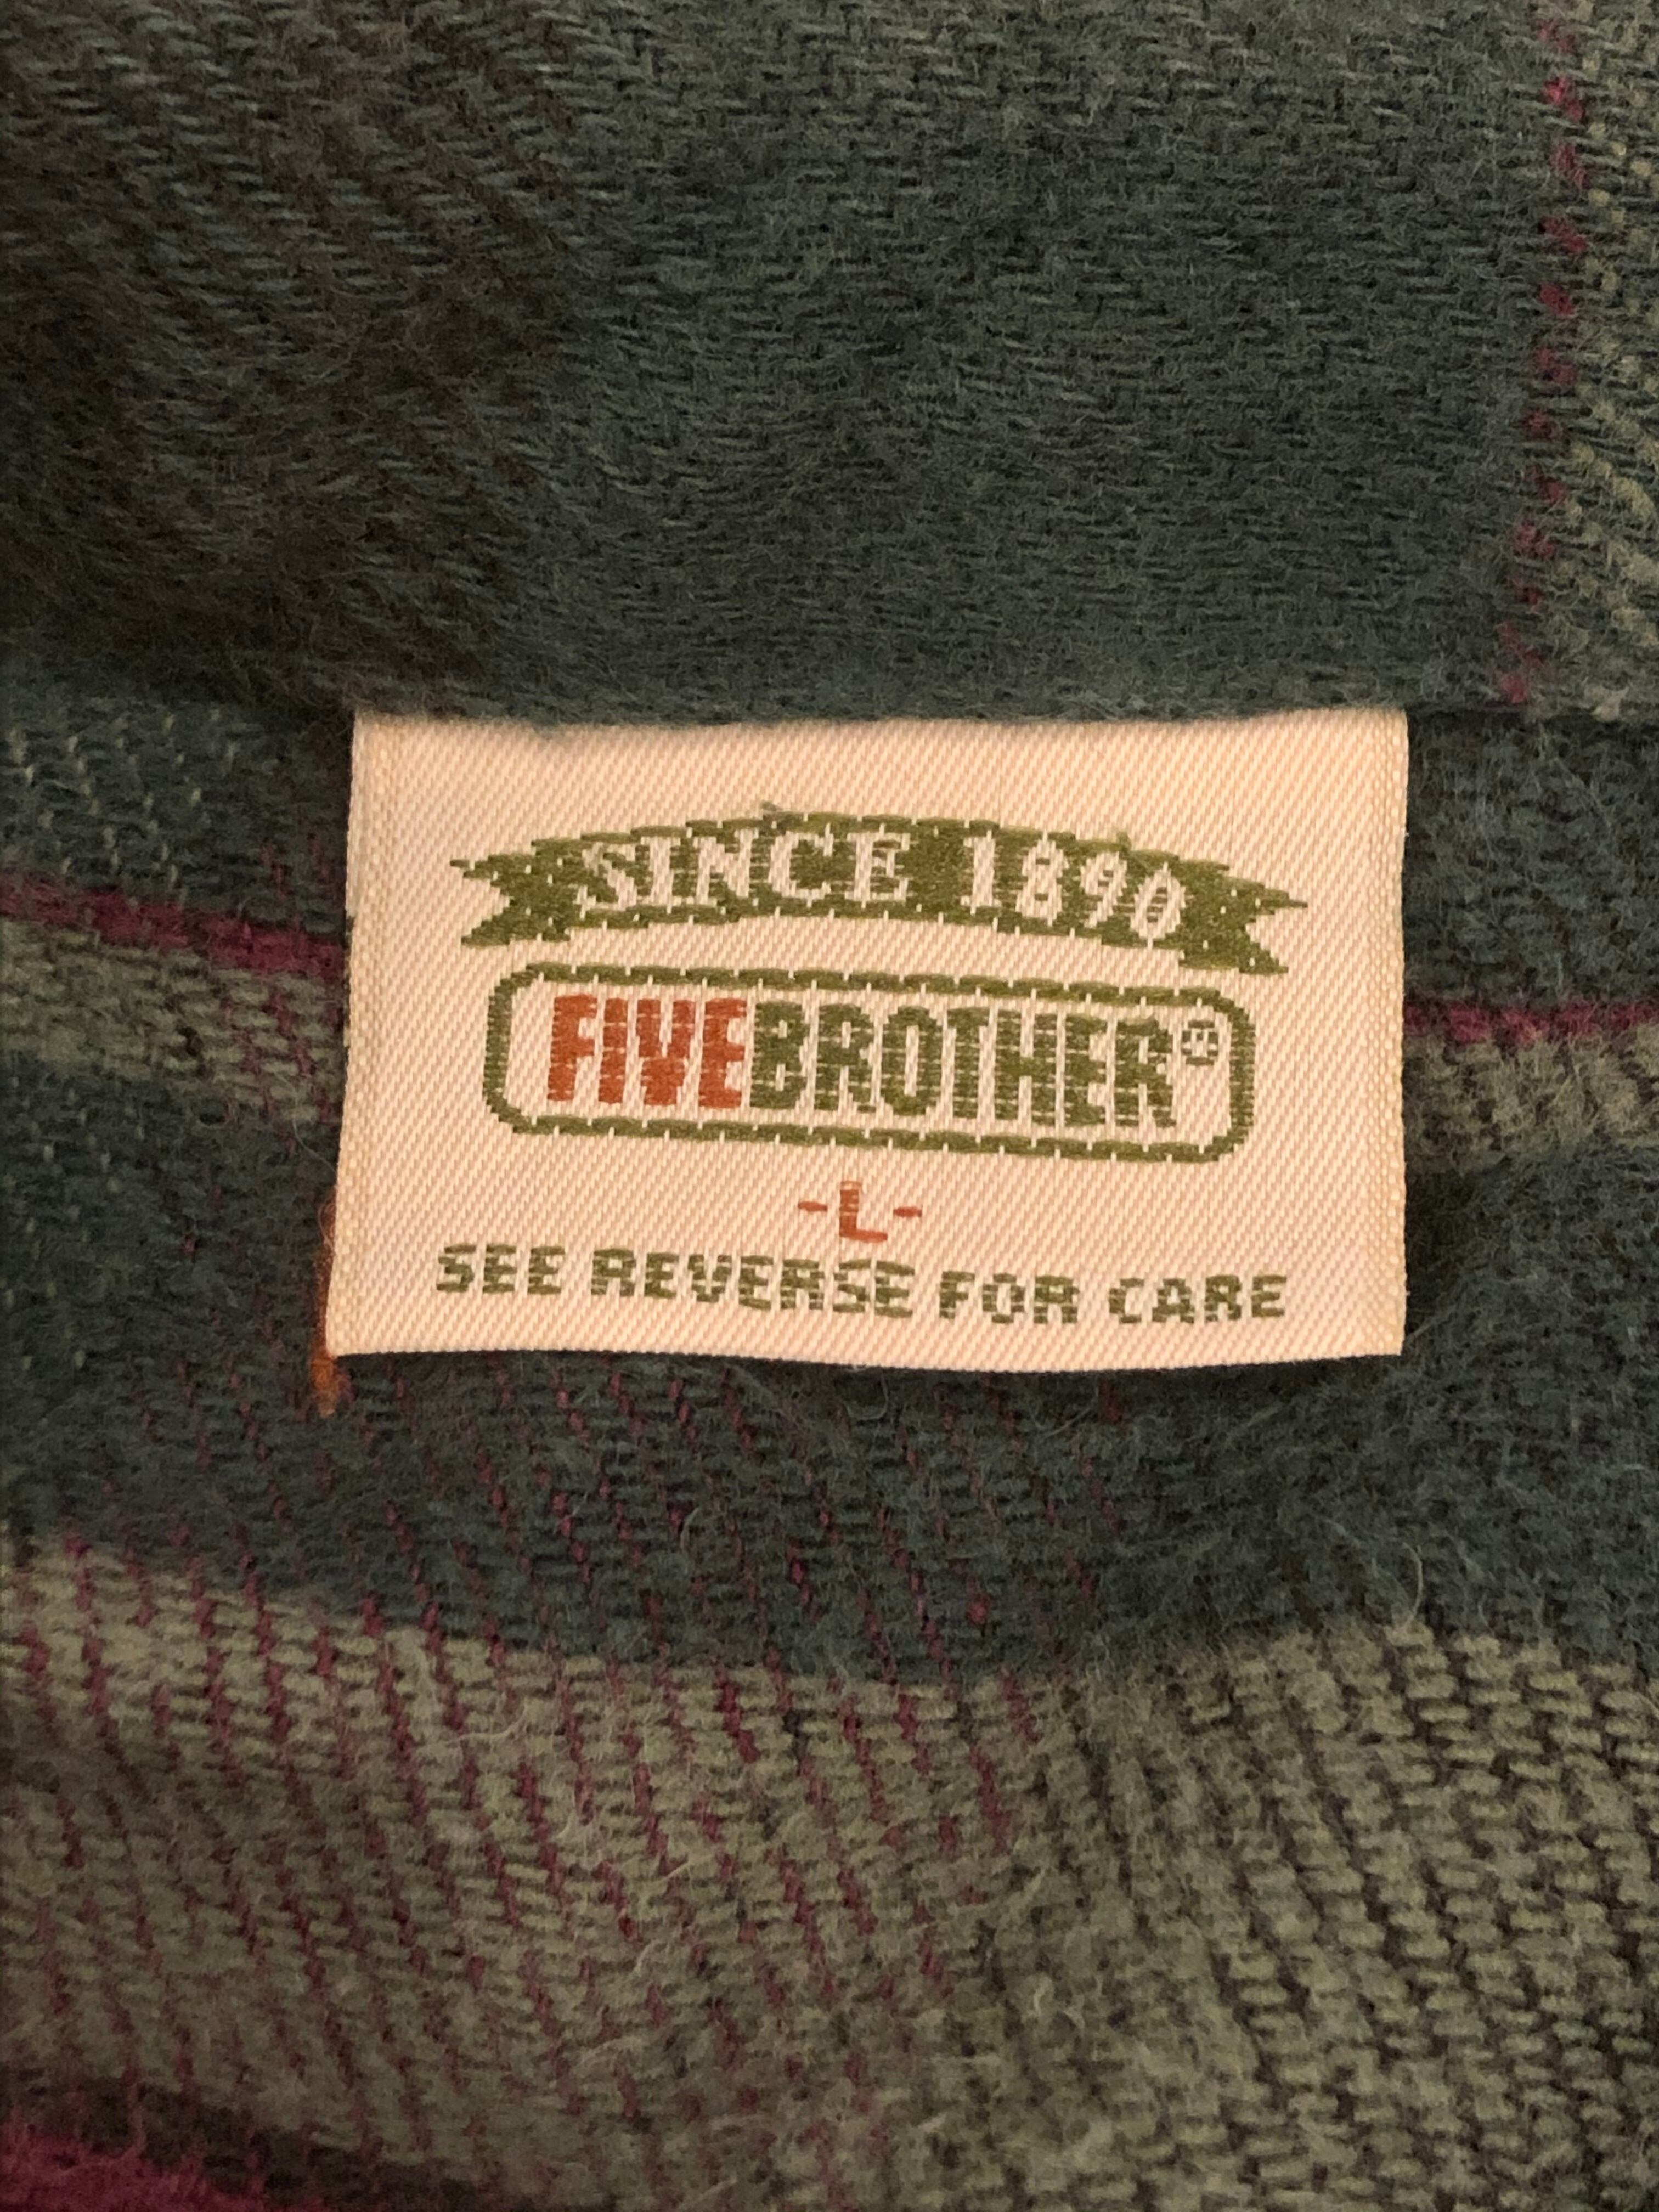 SINCE 1890
FIVEBROTHER®
-L-
SEE REVERSE FOR CARE